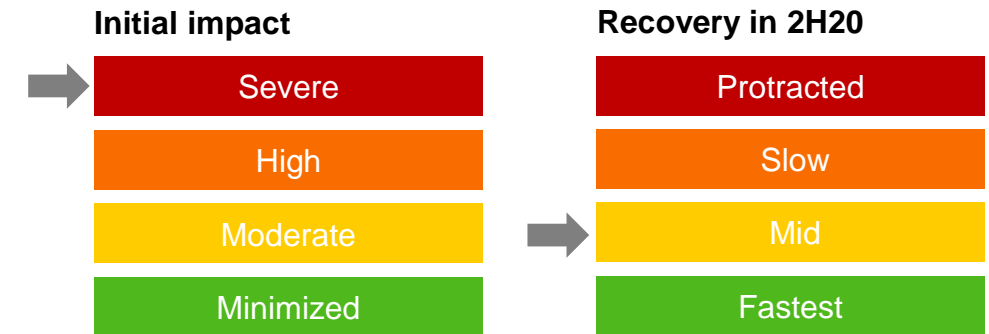 Initial impact
Severe
High
Moderate
Minimized
Recovery in 2H20
Protracted
Slow
Mid
Fastest